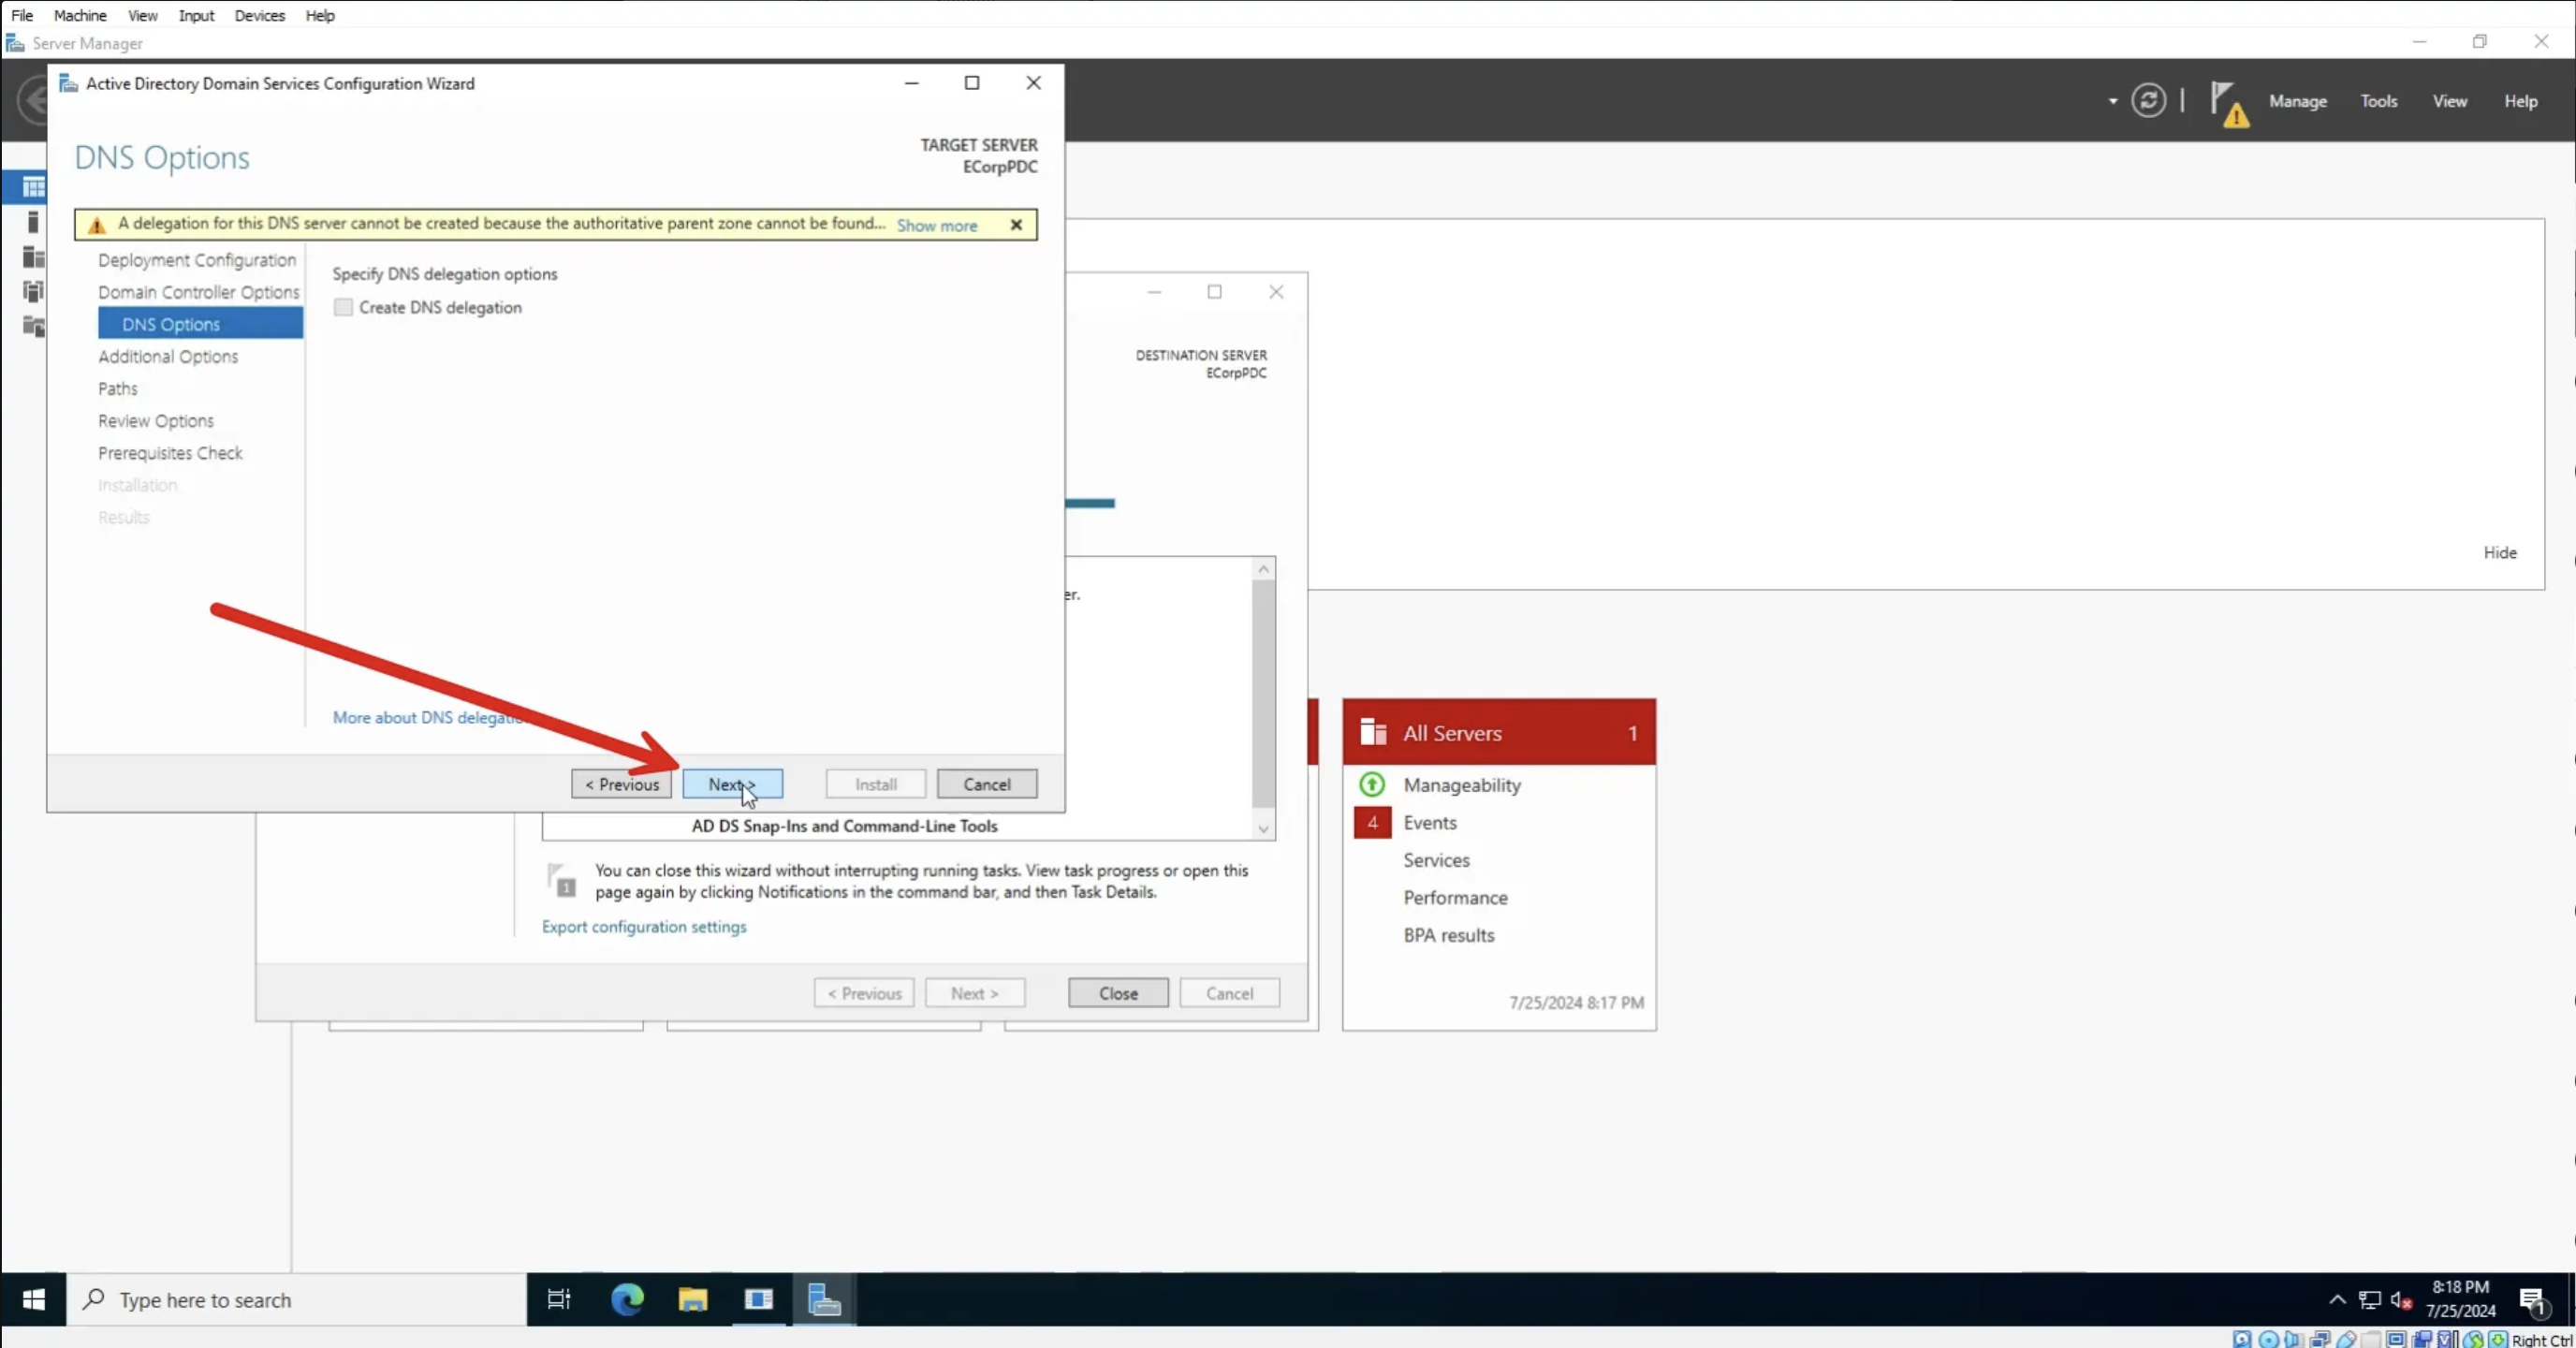 File Machine View Input Devices Help
Server Manager
Manage Tools View Help
Active Directory Domain Services Configuration Wizard
DNS Options
TARGET SERVER
ECorpPDC
A delegation for this DNS server cannot be created because the authoritative parent zone cannot be found... Show more
Deployment Configuration
Domain Controller Options
DNS Options
Additional Options
Paths
Review Options
Prerequisites Check
Installation
Results
Specify DNS delegation options
Create DNS delegation
More about DNS delegatio
< Previous Next > Install Cancel
DESTINATION SERVER
ECorpPDC
er.
AD DS Snap-Ins and Command-Line Tools
1
You can close this wizard without interrupting running tasks. View task progress or open this
page again by clicking Notifications in the command bar, and then Task Details.
Export configuration settings
< Previous Next > Close Cancel
Hide
All Servers 1
Manageability
4 Events
Services
Performance
BPA results
7/25/2024 8:17 PM
Type here to search
8:18 PM
7/25/2024
1
Right Ctrl